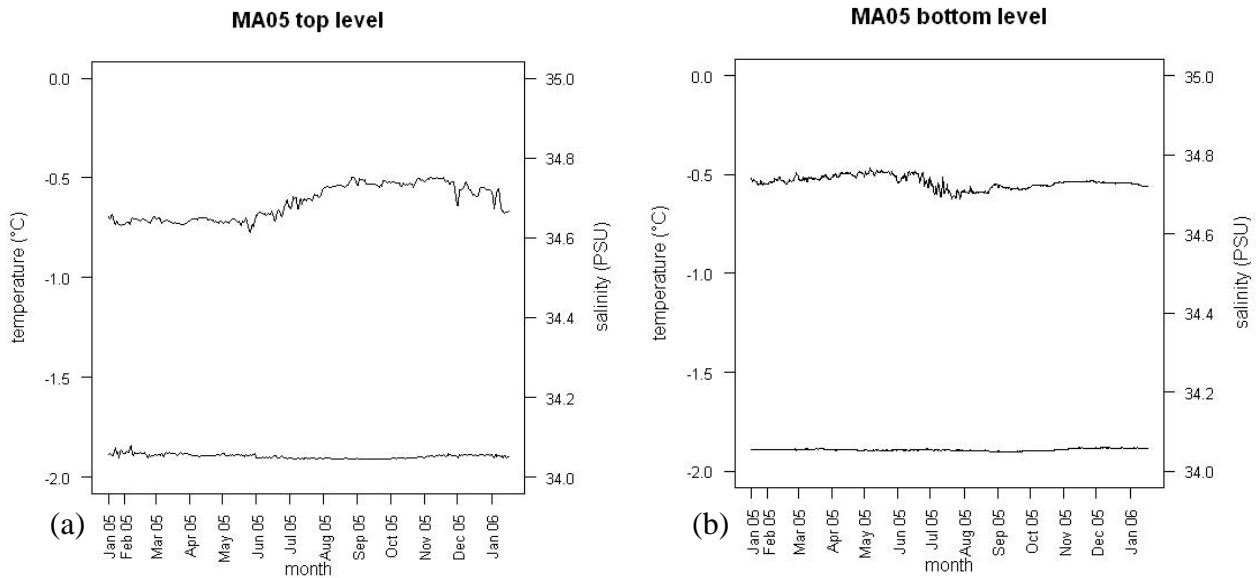 MA05 top level
0.0
-0.5
-1.0
-1.5
-2.0
temperature (°C)
35.0
34.8
34.6
34.4
34.2
34.0
salinity (PSU)
Jan 05
Feb 05
Mar 05
Apr 05
May 05
Jun 05
Jul 05
Aug 05
Sep 05
Oct 05
Nov 05
Dec 05
Jan 06
month
(a)
MA05 bottom level
0.0
-0.5
-1.0
-1.5
-2.0
temperature (°C)
35.0
34.8
34.6
34.4
34.2
34.0
salinity (PSU)
Jan 05
Feb 05
Mar 05
Apr 05
May 05
Jun 05
Jul 05
Aug 05
Sep 05
Oct 05
Nov 05
Dec 05
Jan 06
month
(b)